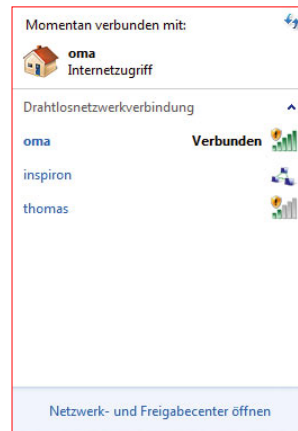 Momentan verbunden mit:
oma
Internetzugriff
Drahtlosnetzwerkverbindung
oma Verbunden
inspiron
thomas
Netzwerk- und Freigabecenter öffnen